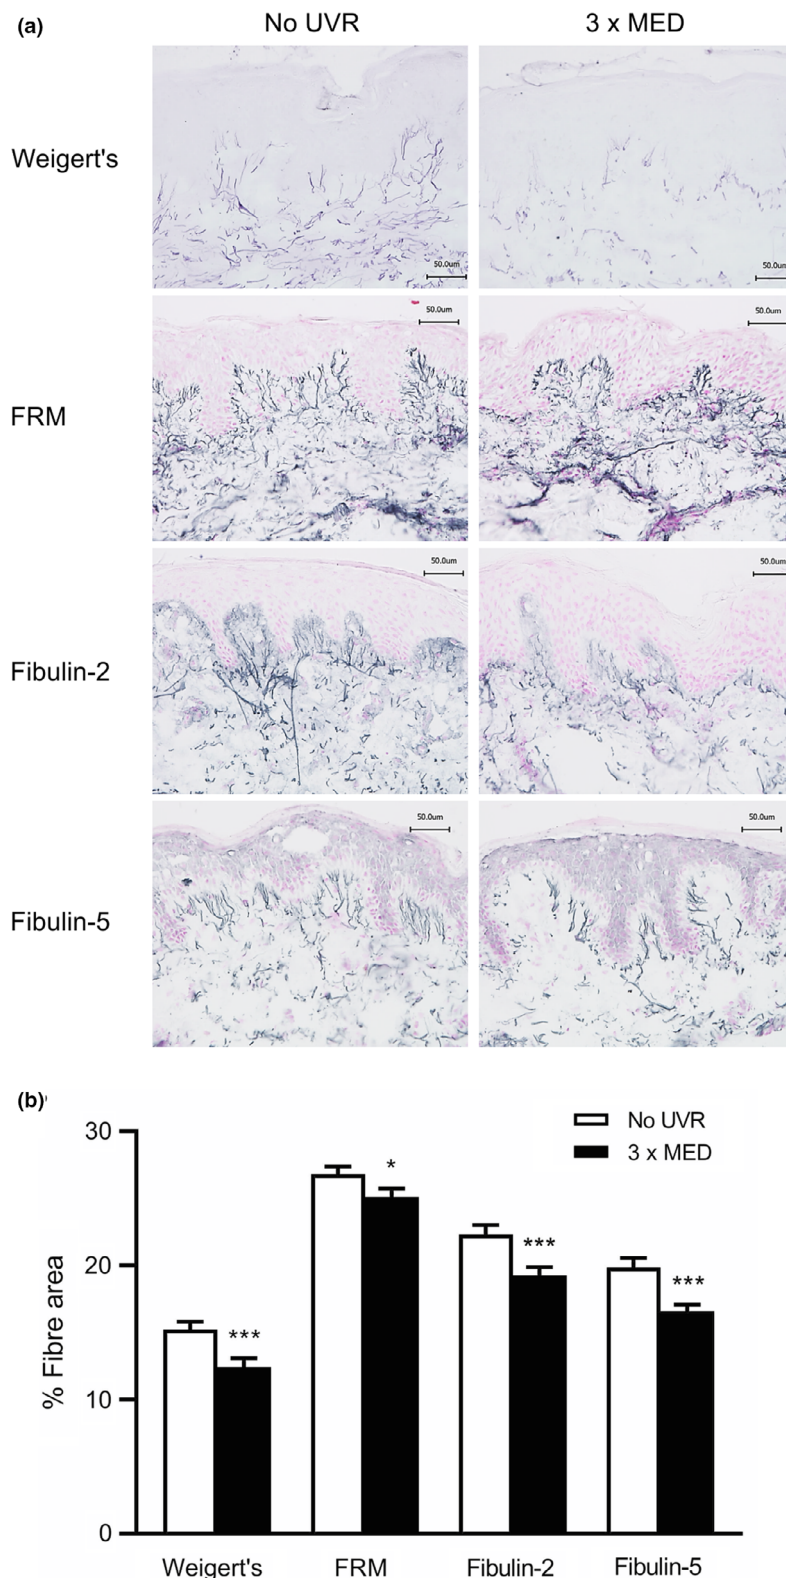 (a)
No UVR
3 x MED
Weigert's
50.0um
50.0um
FRM
50.0um
50.0um
Fibulin-2
50.0um
50.0um
Fibulin-5
50.0um
50.0um
(b)
No UVR
3 x MED
% Fibre area
30
20
10
0
***
*
***
***
Weigert's
FRM
Fibulin-2
Fibulin-5